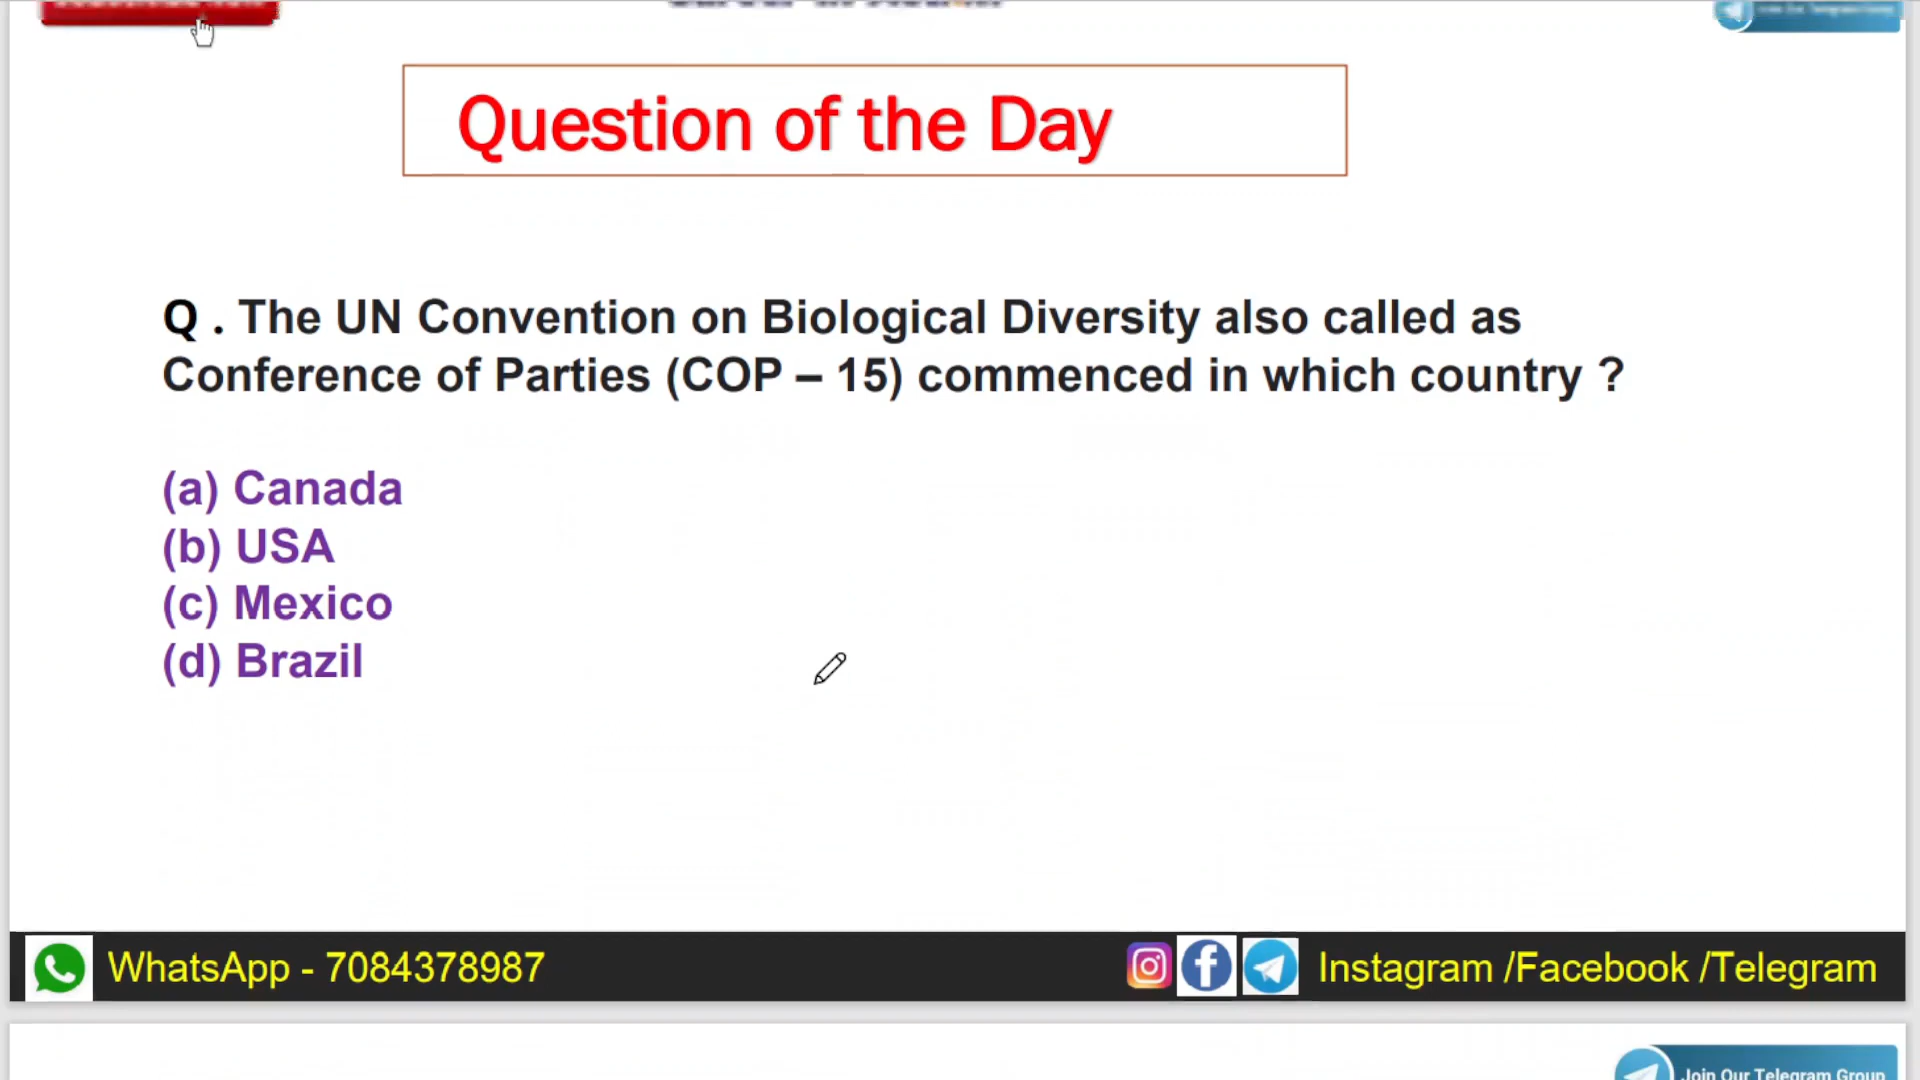 Question of the Day
Q . The UN Convention on Biological Diversity also called as
Conference of Parties (COP – 15) commenced in which country ?
(a) Canada
(b) USA
(c) Mexico
(d) Brazil
WhatsApp - 7084378987
Instagram /Facebook /Telegram
Join Our Telegram Group